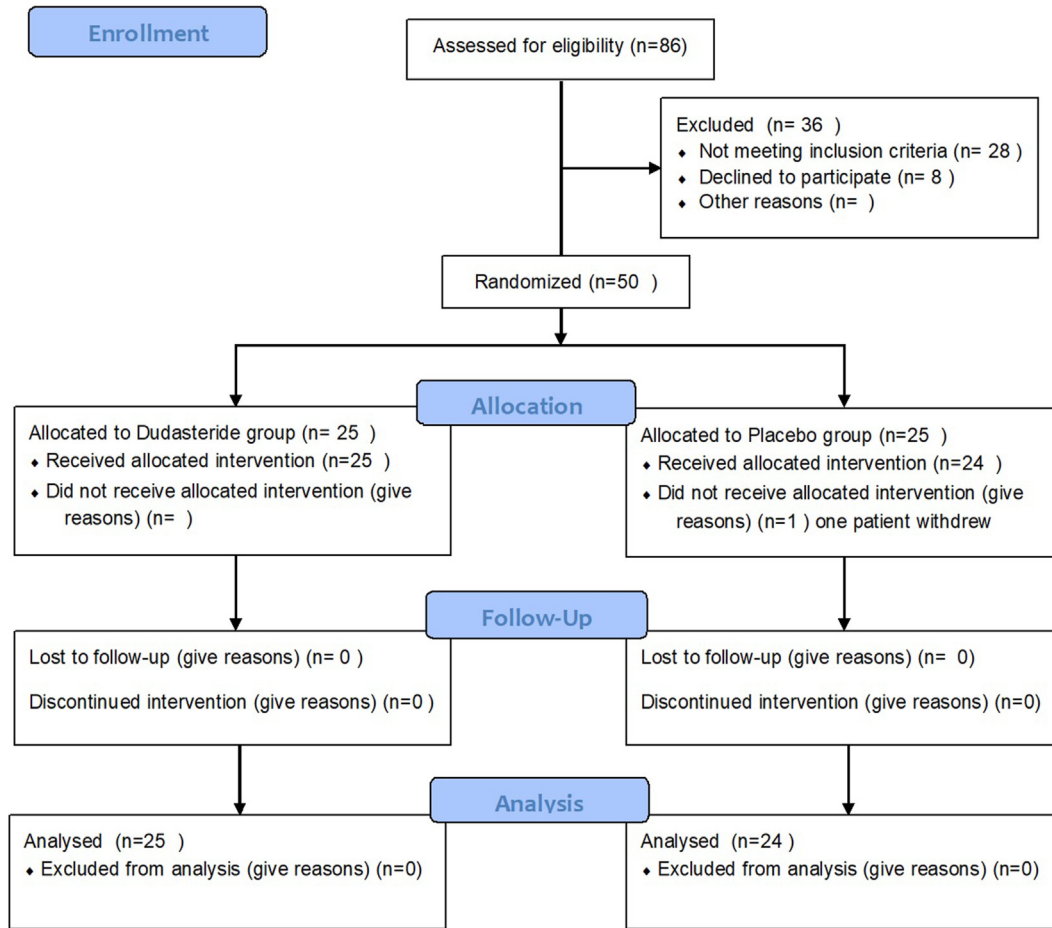 Enrollment
Assessed for eligibility (n=86)
Excluded (n= 36 )
♦ Not meeting inclusion criteria (n= 28 )
♦ Declined to participate (n= 8 )
♦ Other reasons (n= )
Randomized (n=50 )
Allocation
Allocated to Dudasteride group (n= 25 )
♦ Received allocated intervention (n=25 )
♦ Did not receive allocated intervention (give
reasons) (n= )
Allocated to Placebo group (n=25 )
♦ Received allocated intervention (n=24 )
♦ Did not receive allocated intervention (give
reasons) (n=1 ) one patient withdrew
Follow-Up
Lost to follow-up (give reasons) (n= 0 )
Discontinued intervention (give reasons) (n=0 )
Lost to follow-up (give reasons) (n= 0)
Discontinued intervention (give reasons) (n=0)
Analysis
Analysed (n=25 )
♦ Excluded from analysis (give reasons) (n=0)
Analysed (n=24 )
♦ Excluded from analysis (give reasons) (n=0)